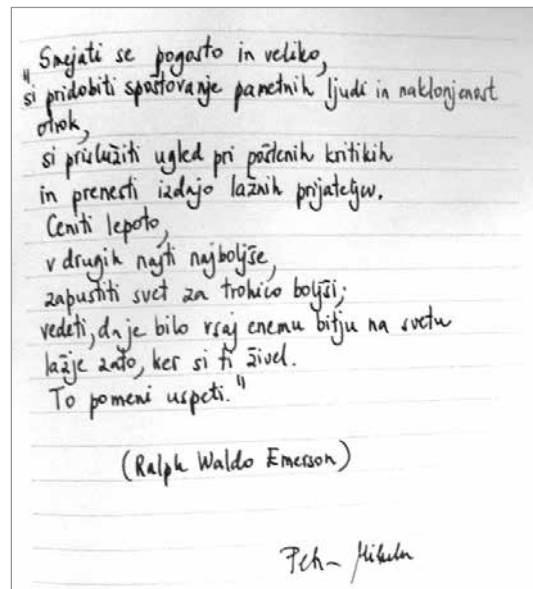 "Smejati se pogosto in veliko,
si pridobiti spoštovanje pametnih ljudi in naklonjenost
otrok,
si prislužiti ugled pri poštenih kritikih
in prenesti izdajo lažnih prijateljev.
Ceniti lepoto,
v drugih najti najboljše,
zapustiti svet za trohico boljši;
vedeti, da je bilo vsaj enemu bitju na svetu
lažje zato, ker si ti živel.
To pomeni uspeti."
(Ralph Waldo Emerson)